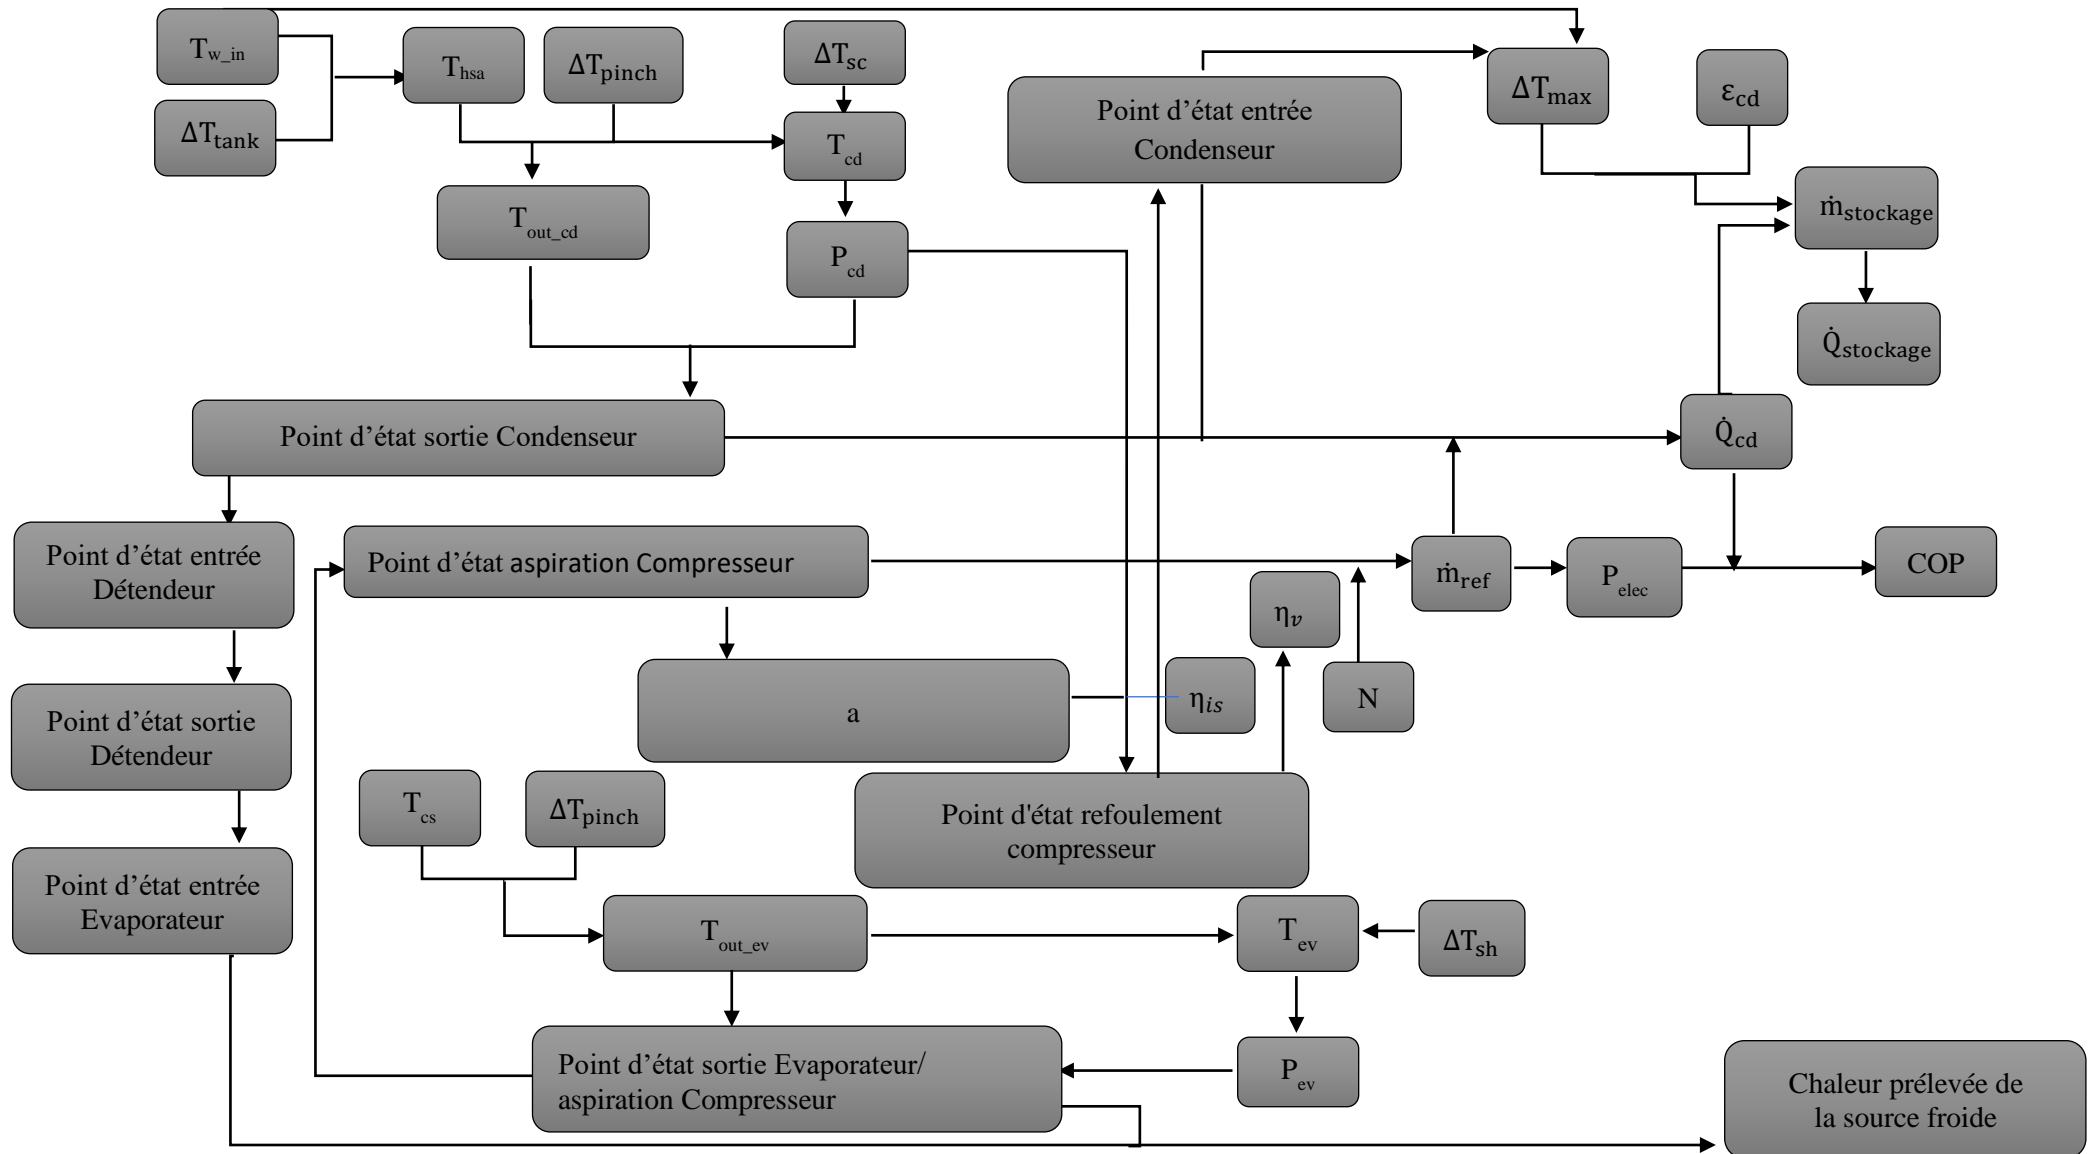 T_w_in
ΔT_tank
T_hsa
ΔT_pinch
ΔT_sc
T_cd
T_out_cd
P_cd
Point d’état entrée
Condenseur
ΔT_max
ε_cd
ṁ_stockage
Q̇_stockage
Point d’état sortie Condenseur
Q̇_cd
Point d’état entrée
Détendeur
Point d’état aspiration Compresseur
ṁ_ref
P_elec
COP
η_v
a
η_is
N
Point d’état sortie
Détendeur
T_cs
ΔT_pinch
Point d'état refoulement
compresseur
Point d’état entrée
Evaporateur
T_out_ev
T_ev
ΔT_sh
Point d’état sortie Evaporateur/
aspiration Compresseur
P_ev
Chaleur prélevée de
la source froide